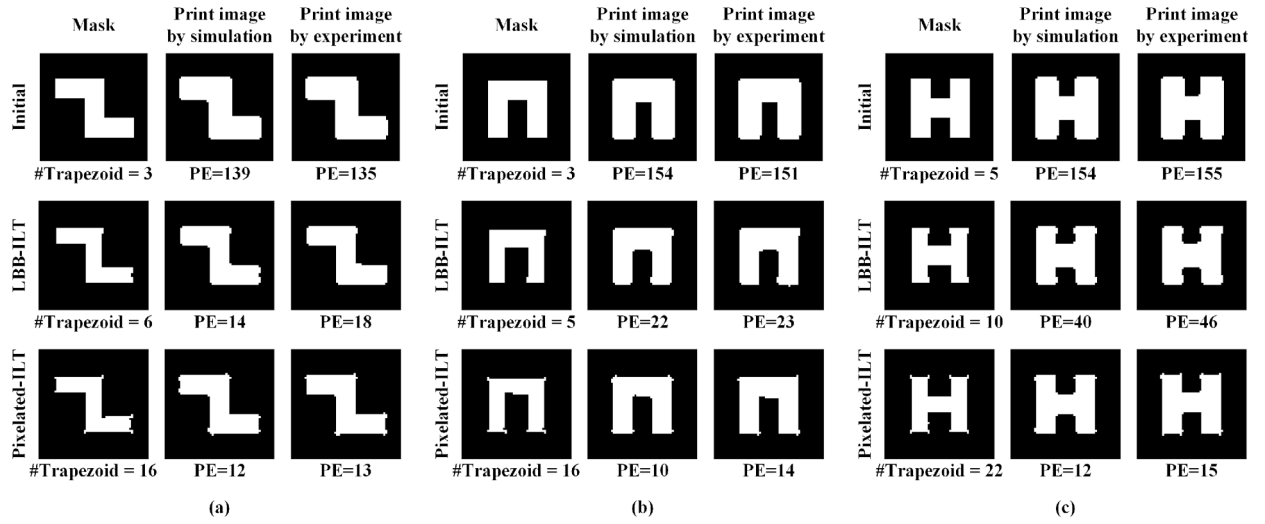 Mask Print image by simulation Print image by experiment
Initial
#Trapezoid = 3 PE=139 PE=135
LBB-ILT
#Trapezoid = 6 PE=14 PE=18
Pixelated-ILT
#Trapezoid = 16 PE=12 PE=13
(a)
Mask Print image by simulation Print image by experiment
Initial
#Trapezoid = 3 PE=154 PE=151
LBB-ILT
#Trapezoid = 5 PE=22 PE=23
Pixelated-ILT
#Trapezoid = 16 PE=10 PE=14
(b)
Mask Print image by simulation Print image by experiment
Initial
#Trapezoid = 5 PE=154 PE=155
LBB-ILT
#Trapezoid = 10 PE=40 PE=46
Pixelated-ILT
#Trapezoid = 22 PE=12 PE=15
(c)